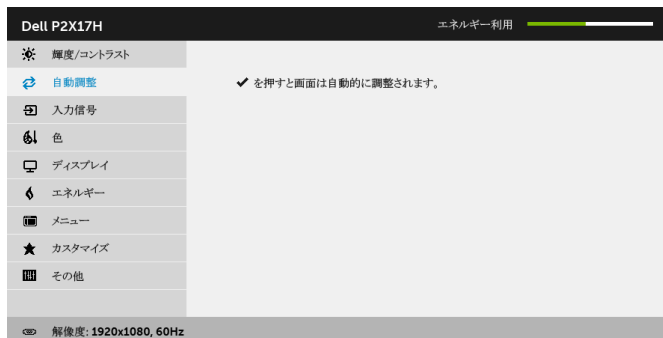 Dell P2X17H
エネルギー利用
輝度/コントラスト
自動調整
✔ を押すと画面は自動的に調整されます。
入力信号
色
ディスプレイ
エネルギー
メニュー
カスタマイズ
その他
解像度: 1920x1080, 60Hz